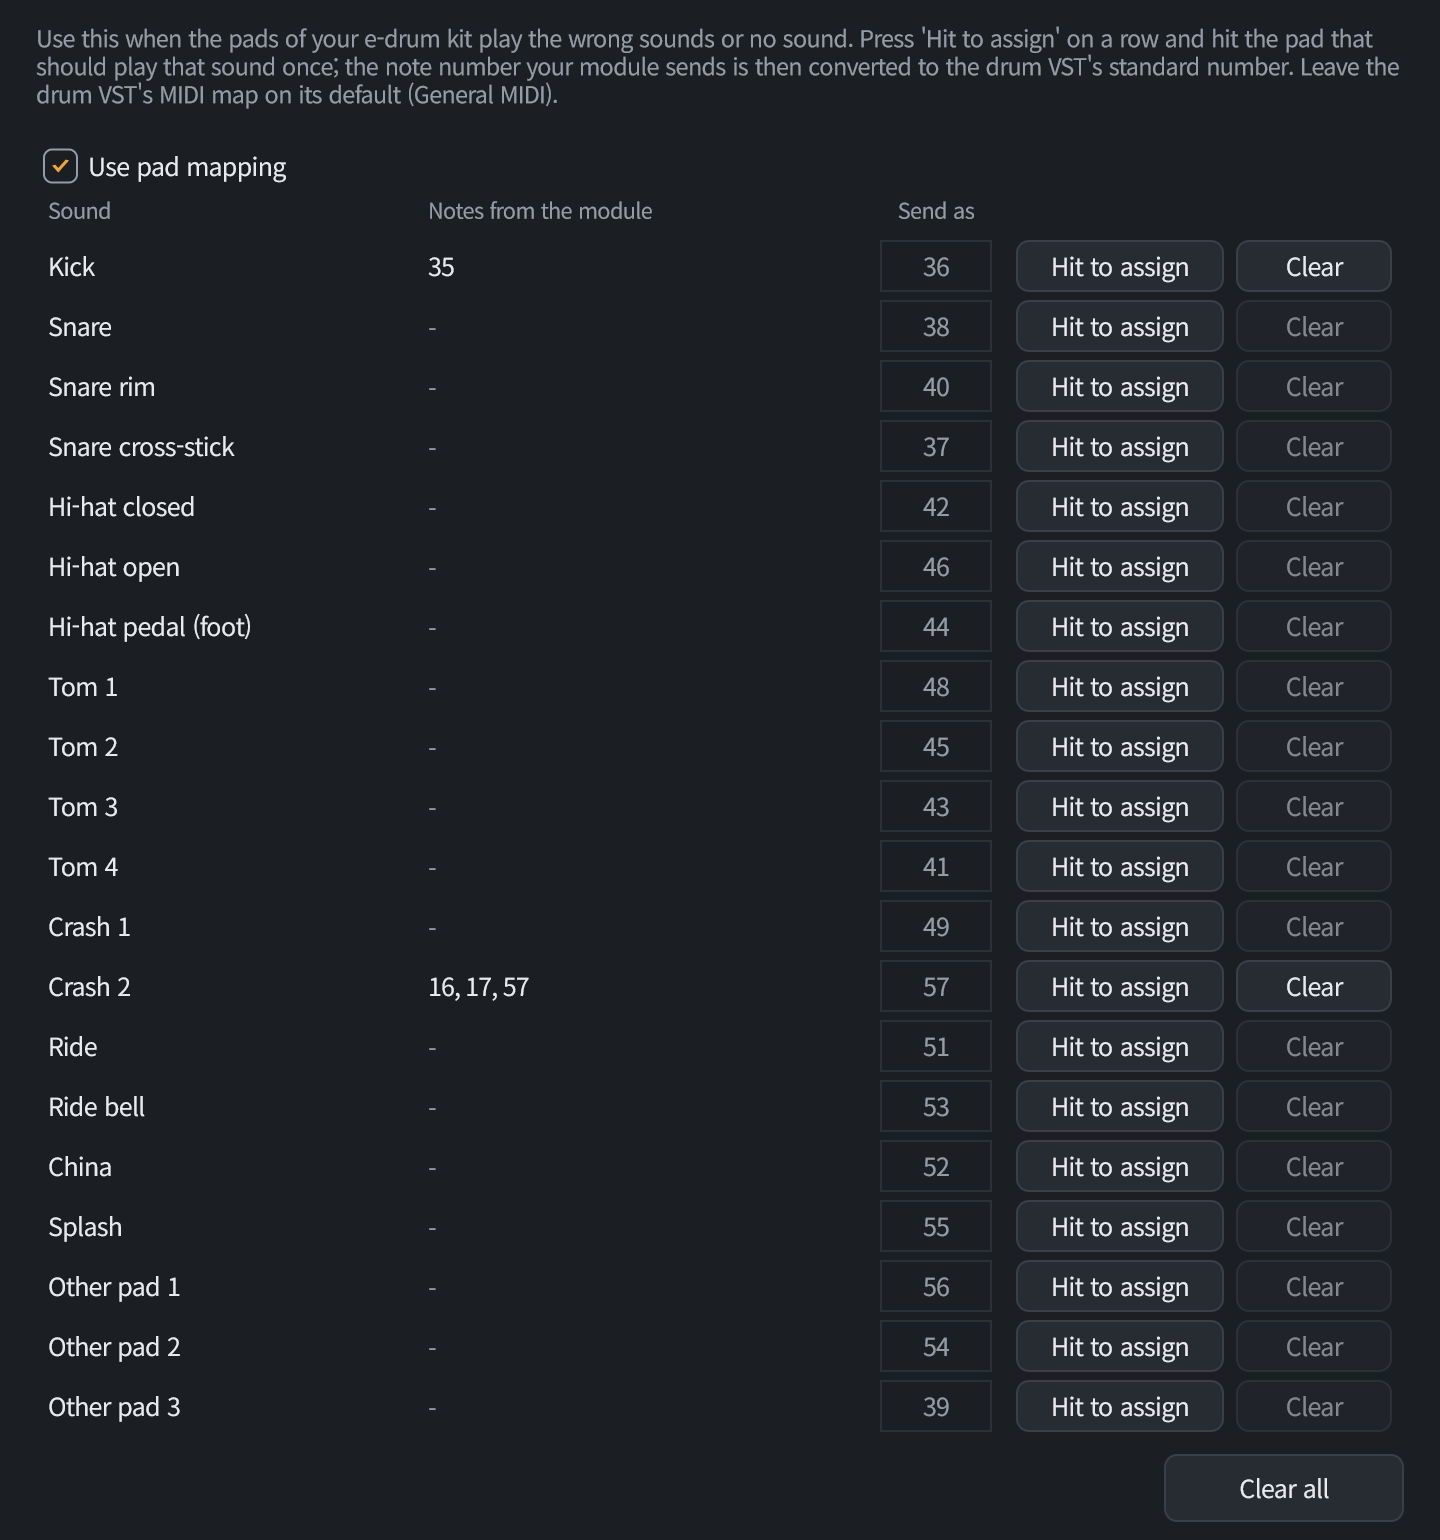 Use this when the pads of your e-drum kit play the wrong sounds or no sound. Press 'Hit to assign' on a row and hit the pad that
should play that sound once; the note number your module sends is then converted to the drum VST's standard number. Leave the
drum VST's MIDI map on its default (General MIDI).
Use pad mapping
Sound Notes from the module Send as
Kick 35 36 Hit to assign Clear
Snare - 38 Hit to assign Clear
Snare rim - 40 Hit to assign Clear
Snare cross-stick - 37 Hit to assign Clear
Hi-hat closed - 42 Hit to assign Clear
Hi-hat open - 46 Hit to assign Clear
Hi-hat pedal (foot) - 44 Hit to assign Clear
Tom 1 - 48 Hit to assign Clear
Tom 2 - 45 Hit to assign Clear
Tom 3 - 43 Hit to assign Clear
Tom 4 - 41 Hit to assign Clear
Crash 1 - 49 Hit to assign Clear
Crash 2 16, 17, 57 57 Hit to assign Clear
Ride - 51 Hit to assign Clear
Ride bell - 53 Hit to assign Clear
China - 52 Hit to assign Clear
Splash - 55 Hit to assign Clear
Other pad 1 - 56 Hit to assign Clear
Other pad 2 - 54 Hit to assign Clear
Other pad 3 - 39 Hit to assign Clear
Clear all